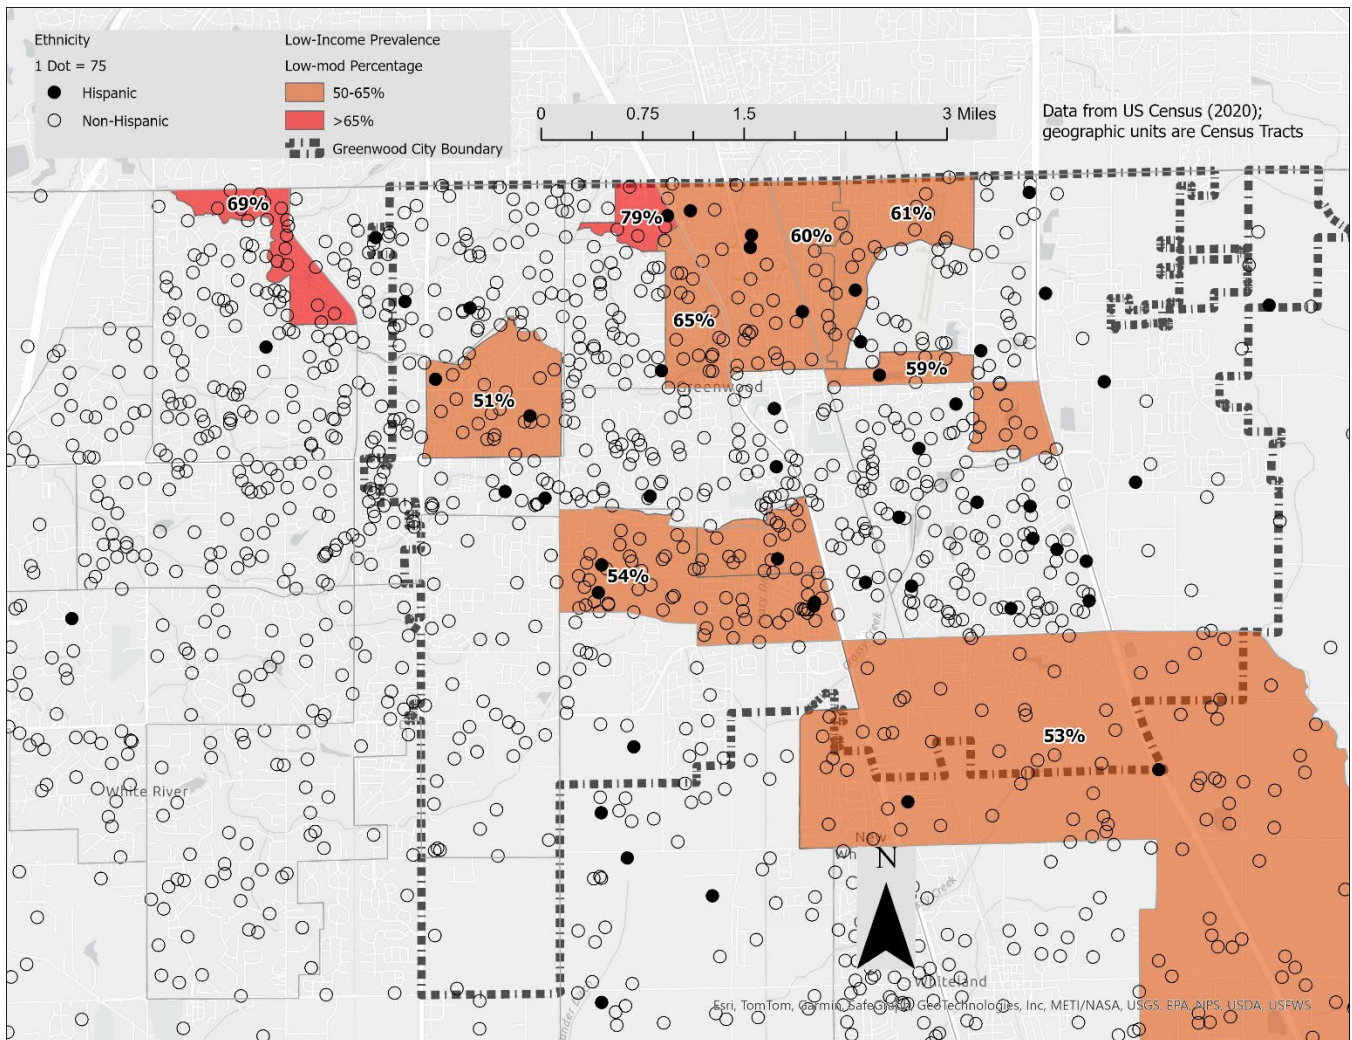 Ethnicity
1 Dot = 75
Hispanic
Non-Hispanic
Low-Income Prevalence
Low-mod Percentage
50-65%
>65%
Greenwood City Boundary
0 0.75 1.5 3 Miles
Data from US Census (2020);
geographic units are Census Tracts
69%
79%
61%
60%
65%
59%
Greenwood
51%
54%
53%
White River
New
Wh
N
Creek
Whiteland
Esri, TomTom, Garmin, SafeGraph, GeoTechnologies, Inc, METI/NASA, USGS, EPA, NPS, USDA, USFWS